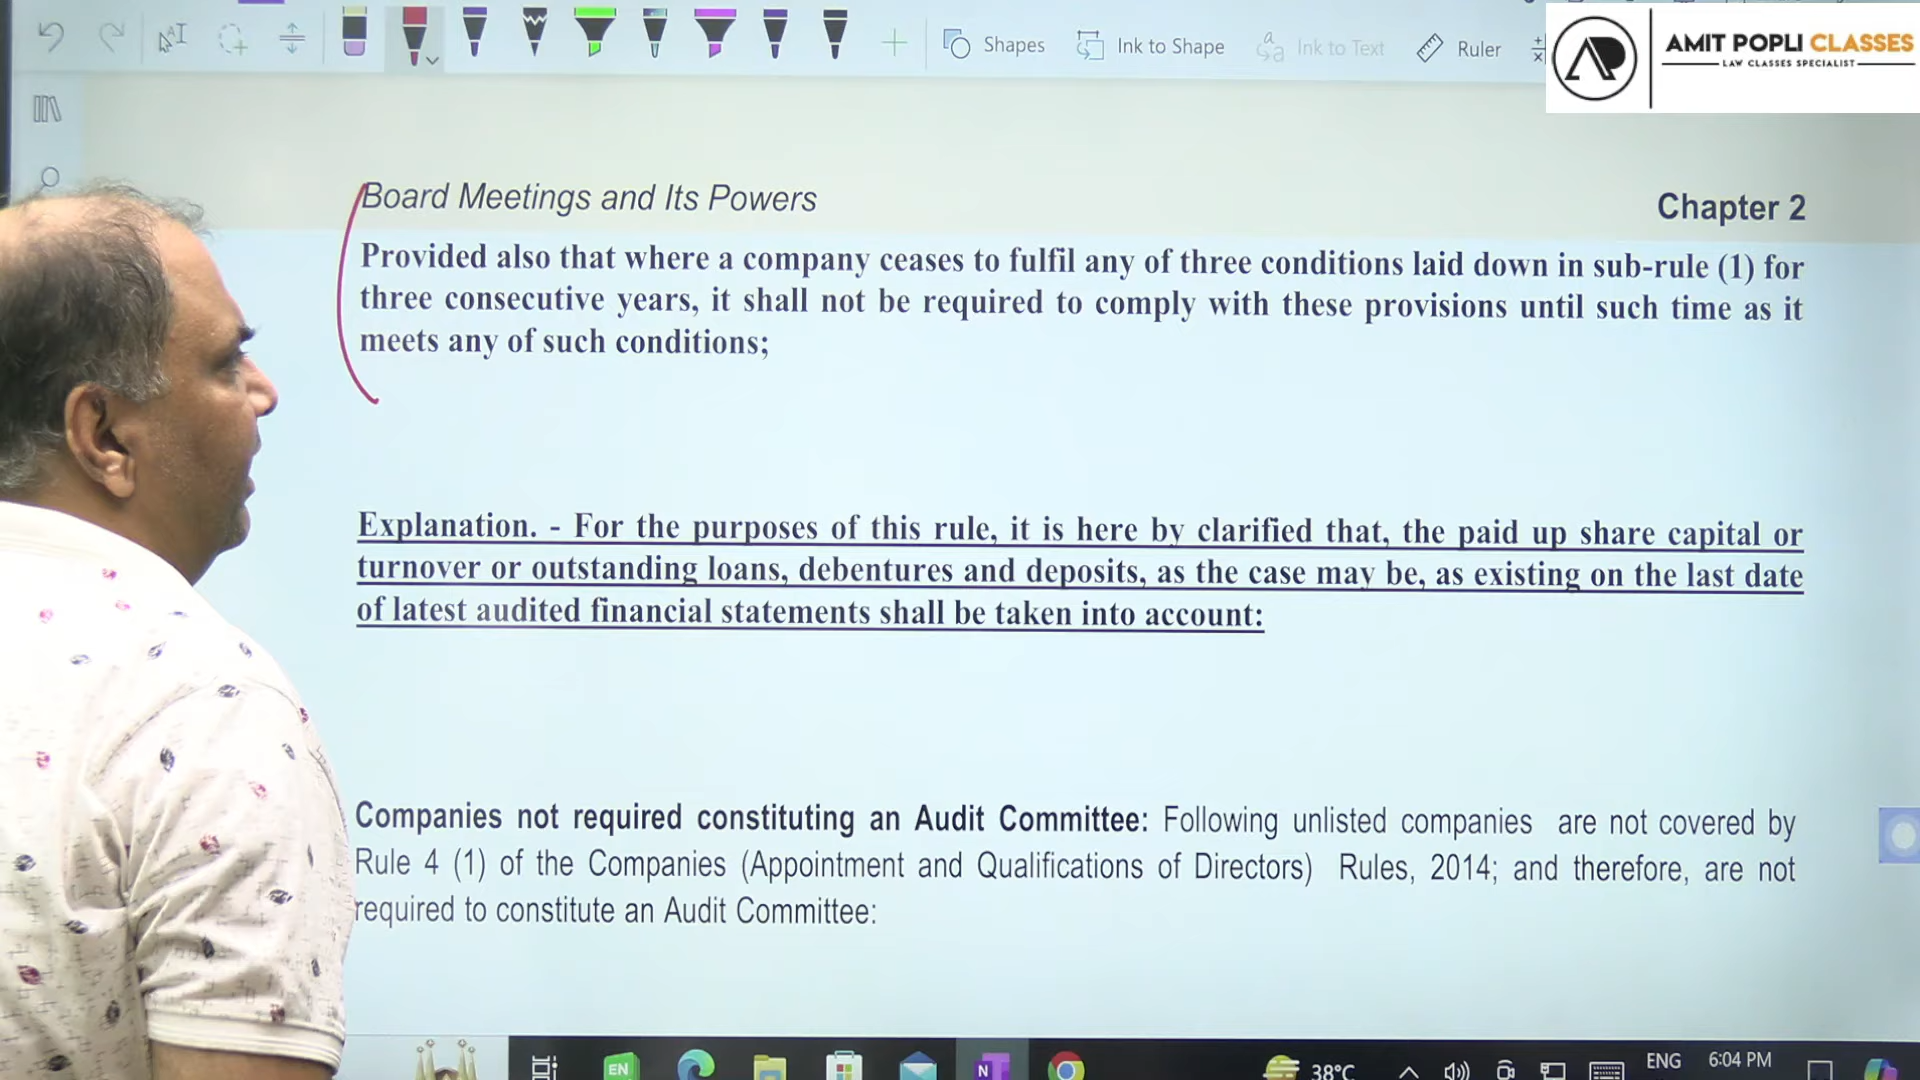 Shapes
Ink to Shape
Ink to Text
Ruler
AMIT POPLI CLASSES
LAW CLASSES SPECIALIST
Board Meetings and Its Powers
Chapter 2
Provided also that where a company ceases to fulfil any of three conditions laid down in sub-rule (1) for
three consecutive years, it shall not be required to comply with these provisions until such time as it
meets any of such conditions;
Explanation. - For the purposes of this rule, it is here by clarified that, the paid up share capital or
turnover or outstanding loans, debentures and deposits, as the case may be, as existing on the last date
of latest audited financial statements shall be taken into account:
Companies not required constituting an Audit Committee: Following unlisted companies are not covered by
Rule 4 (1) of the Companies (Appointment and Qualifications of Directors) Rules, 2014; and therefore, are not
required to constitute an Audit Committee:
EN
N
38°C
ENG
6:04 PM